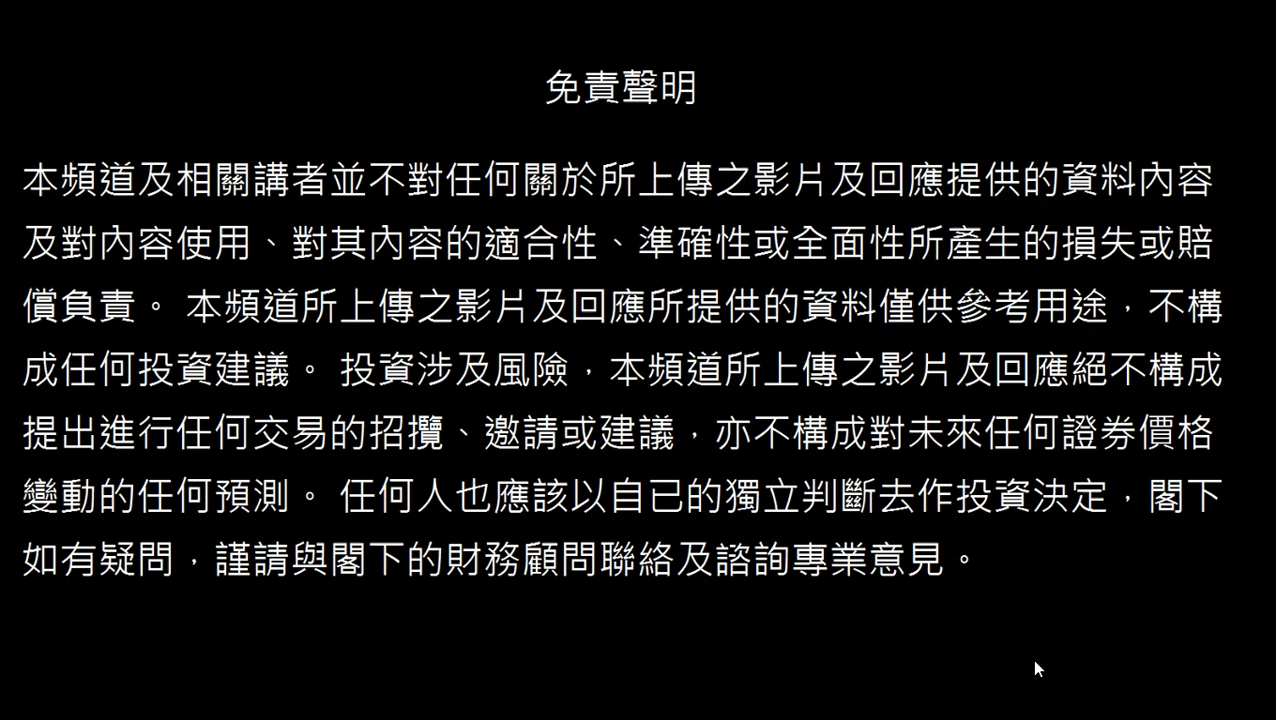 免責聲明
本頻道及相關講者並不對任何關於所上傳之影片及回應提供的資料內容
及對內容使用、對其內容的適合性、準確性或全面性所產生的損失或賠
償負責。 本頻道所上傳之影片及回應所提供的資料僅供參考用途，不構
成任何投資建議。 投資涉及風險，本頻道所上傳之影片及回應絕不構成
提出進行任何交易的招攬、邀請或建議，亦不構成對未來任何證券價格
變動的任何預測。 任何人也應該以自己的獨立判斷去作投資決定，閣下
如有疑問，謹請與閣下的財務顧問聯絡及諮詢專業意見。